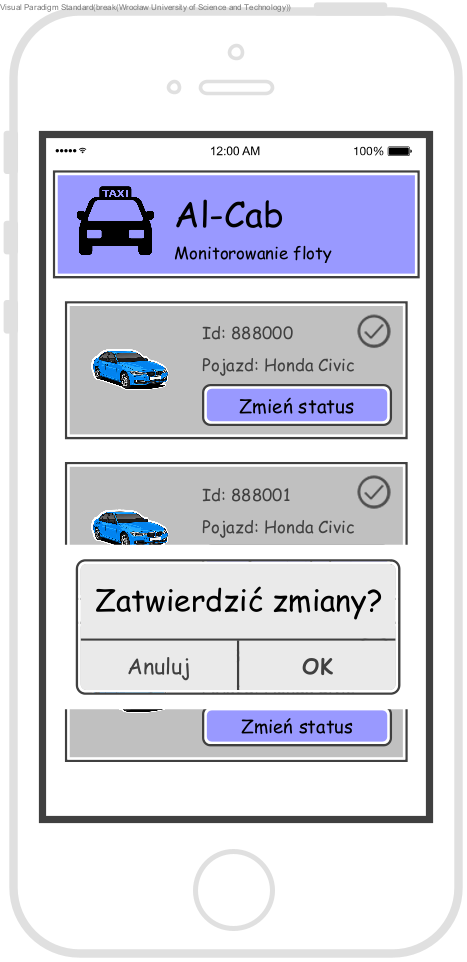 Visual Paradigm Standard(break(Wrocław University of Science and Technology))
12:00 AM
100%
TAXI
Al-Cab
Monitorowanie floty
Id: 888000
Pojazd: Honda Civic
Zmień status
Id: 888001
Pojazd: Honda Civic
Zatwierdzić zmiany?
Anuluj
OK
Zmień status